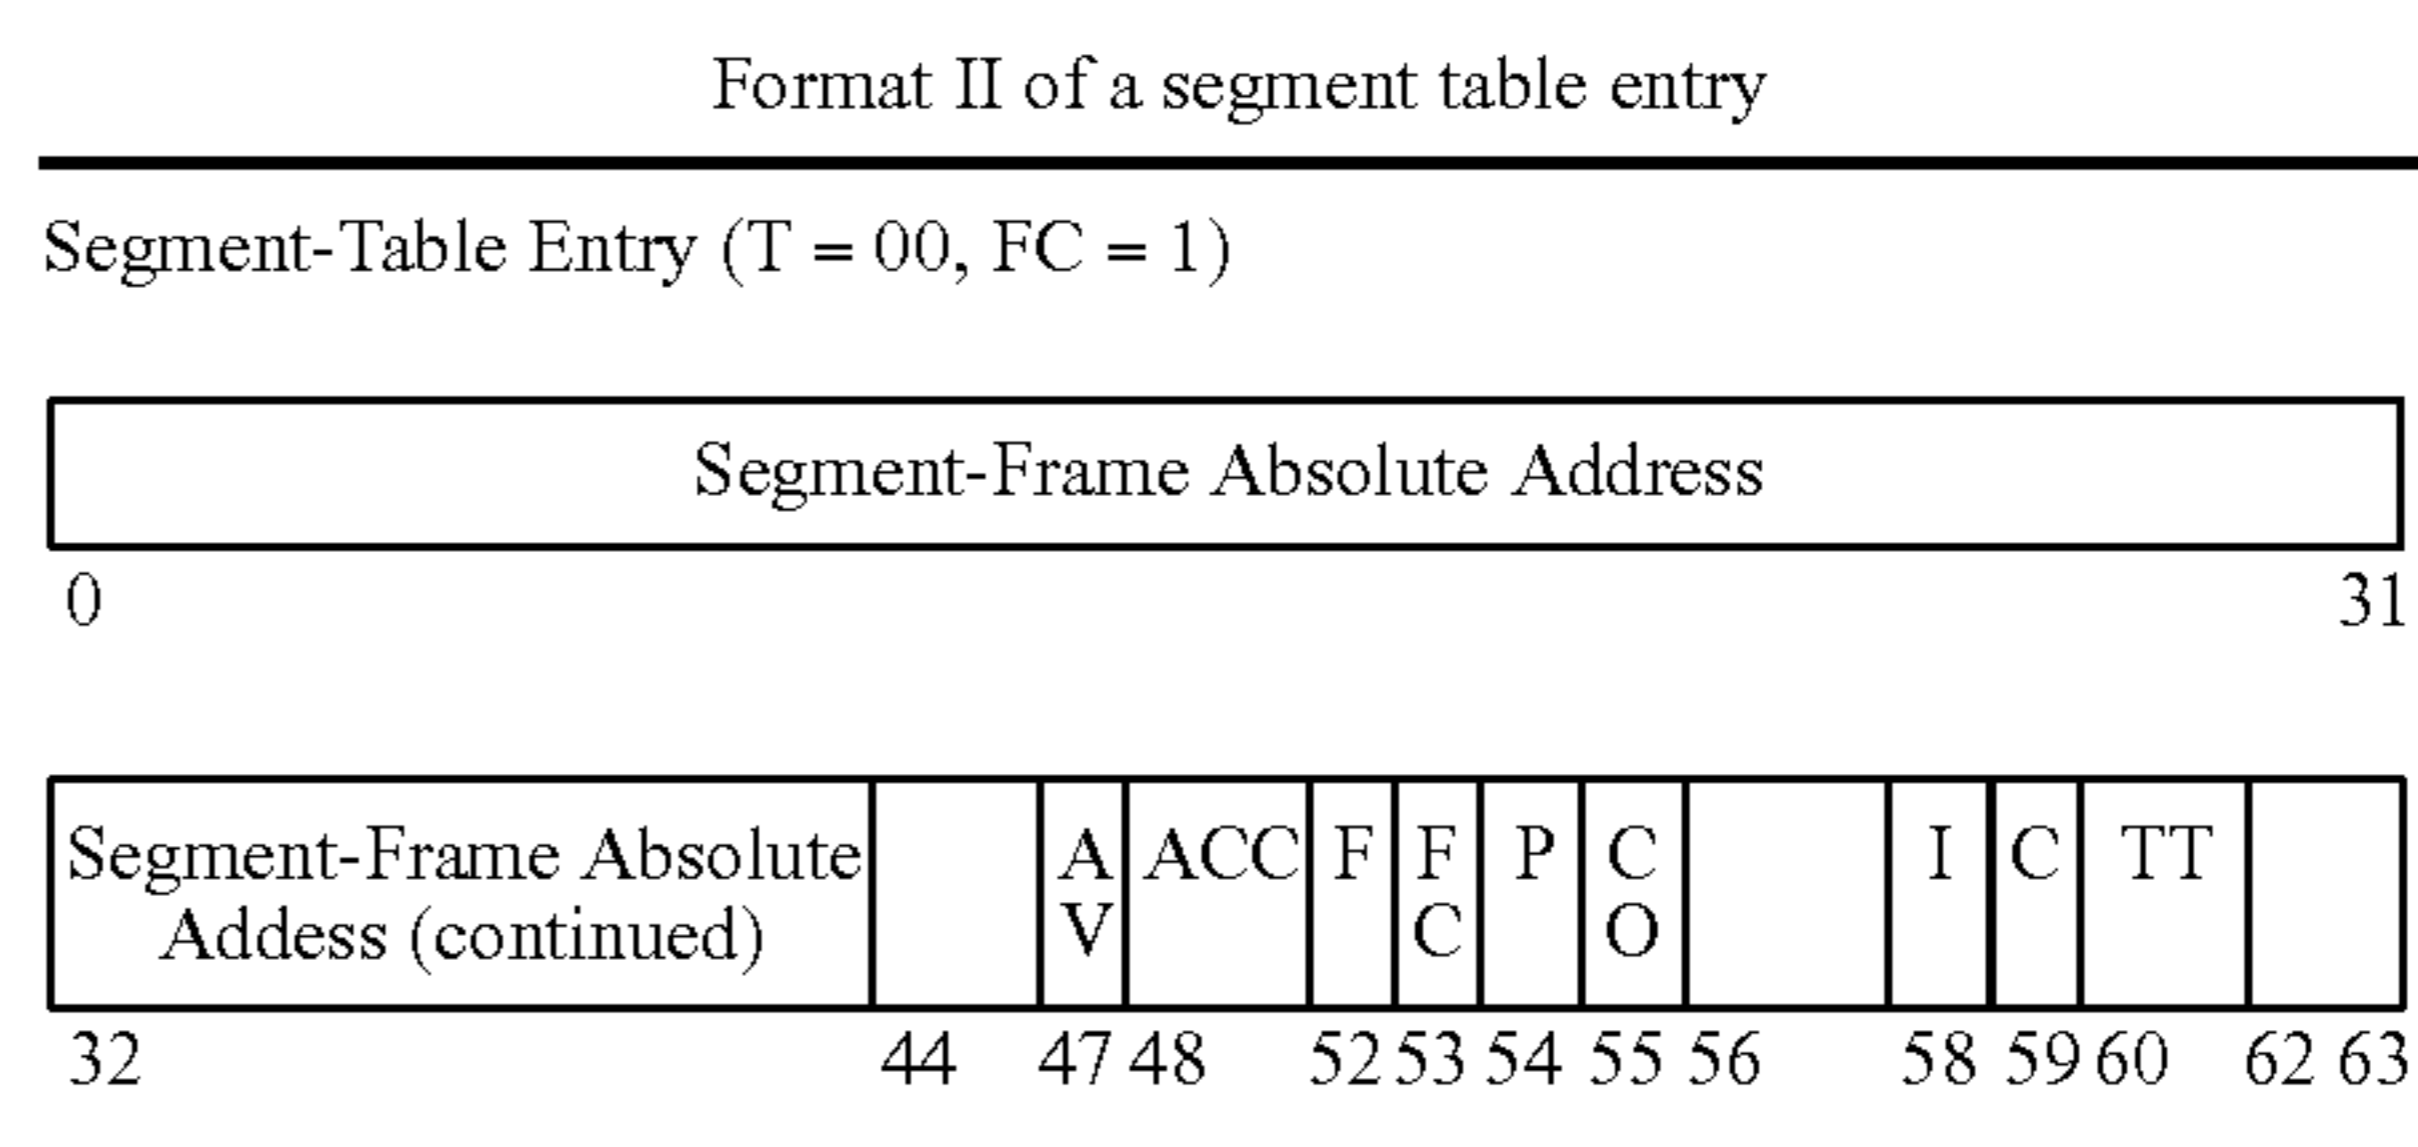 Format II of a segment table entry
Segment-Table Entry (T = 00, FC = 1)
Segment-Frame Absolute Address
0 31
Segment-Frame Absolute A ACC F F P C I C TT
Addess (continued) V C O
32 44 47 48 52 53 54 55 56 58 59 60 62 63